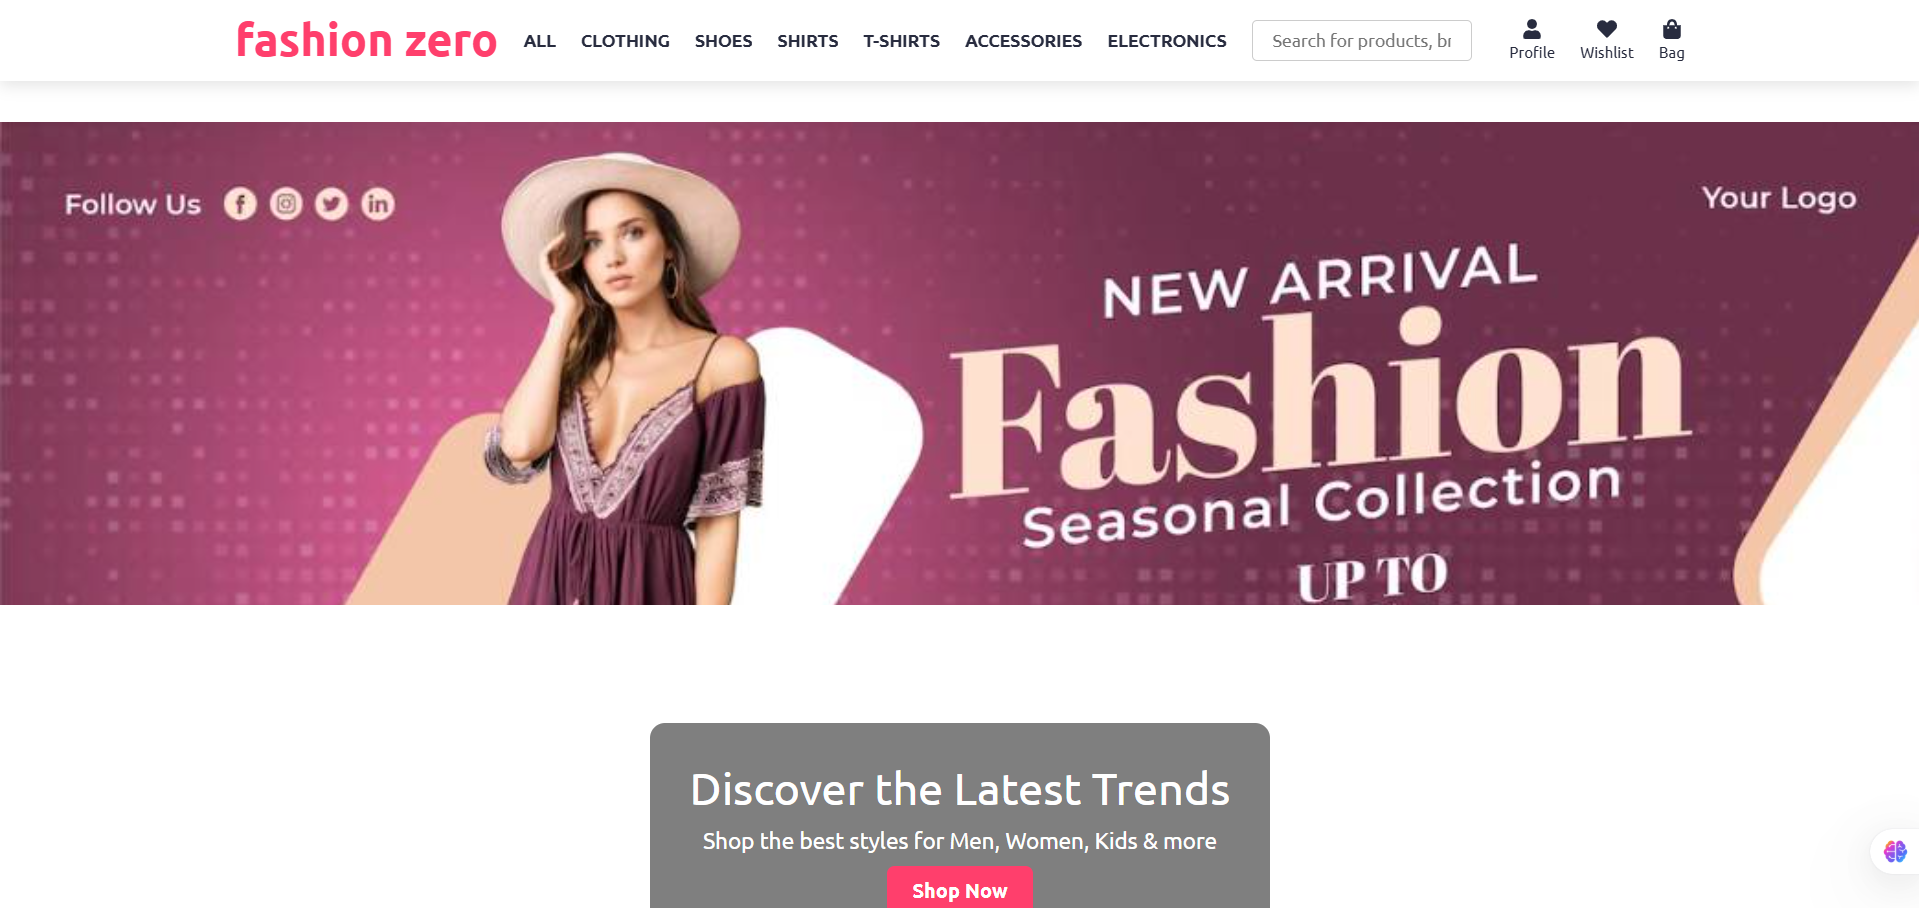 fashion zero ALL CLOTHING SHOES SHIRTS T-SHIRTS ACCESSORIES ELECTRONICS Search for products, br Profile Wishlist Bag
Follow Us
Your Logo
NEW ARRIVAL
Fashion
Seasonal Collection
UP TO
Discover the Latest Trends
Shop the best styles for Men, Women, Kids & more
Shop Now